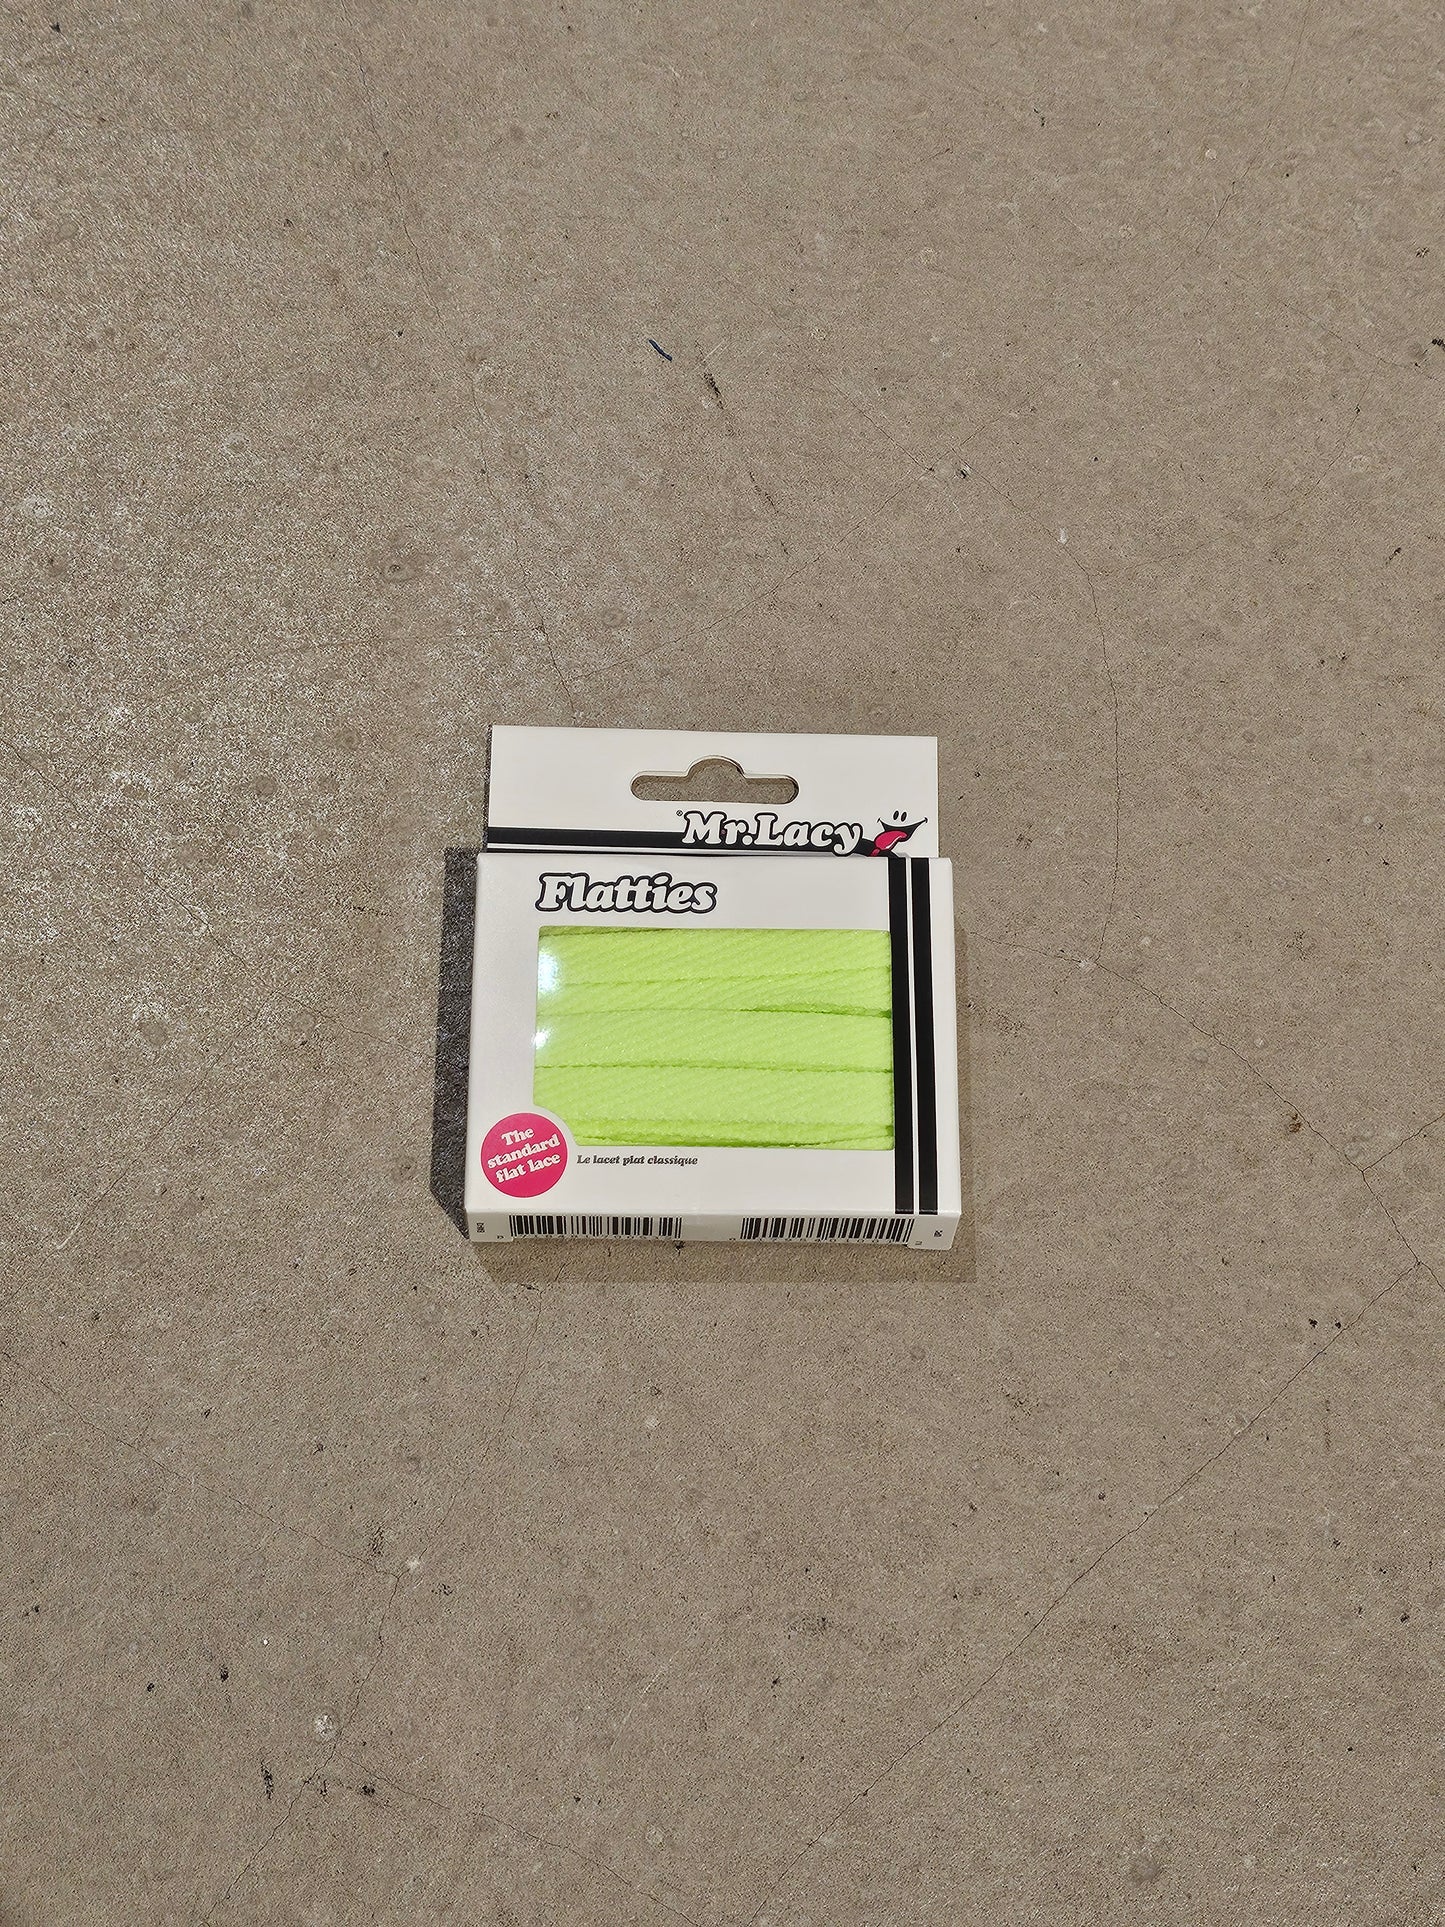 ®Mr.Lacy
Flatties
The
standard
flat lace
Le lacet plat classique